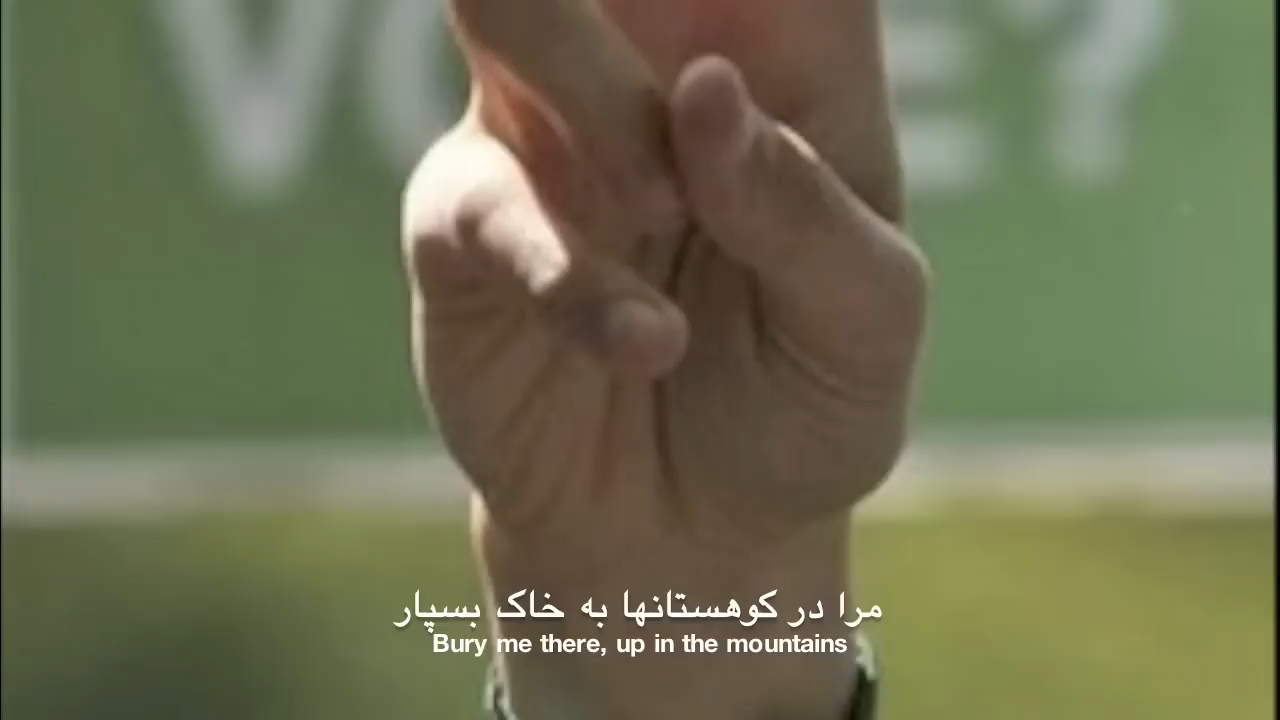 مرا در کوهستانها به خاک بسپار
Bury me there, up in the mountains